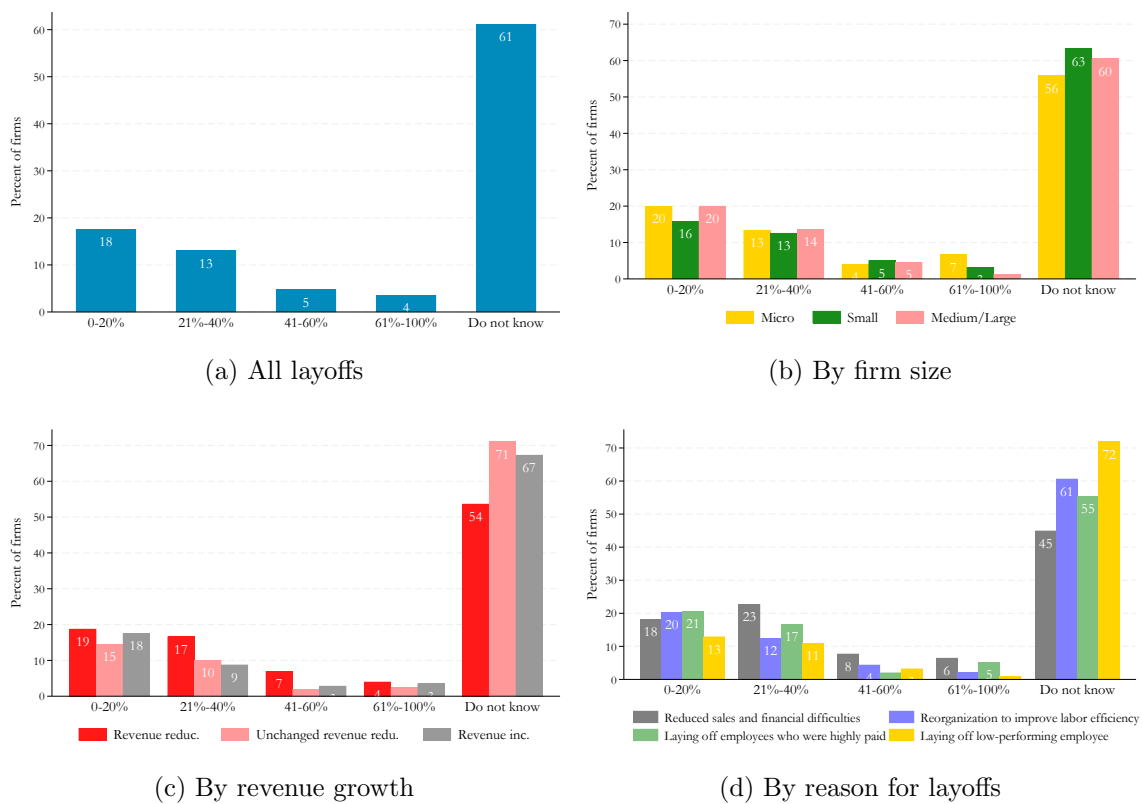 60
50
40
30
20
10
0
Percent of firms
61
18
13
5
4
0-20%
21%-40%
41-60%
61%-100%
Do not know
(a) All layoffs
70
60
50
40
30
20
10
0
Percent of firms
20 16 20
13 13 14
4 5 5
7
56 63 60
0-20%
21%-40%
41-60%
61%-100%
Do not know
Micro Small Medium/Large
(b) By firm size
70
60
50
40
30
20
10
0
Percent of firms
19 15 18
17 10 9
7
4
54 71 67
0-20%
21%-40%
41-60%
61%-100%
Do not know
Revenue reduc. Unchanged revenue redu. Revenue inc.
(c) By revenue growth
70
60
50
40
30
20
10
0
Percent of firms
18 20 21 13
23 12 17 11
8 4
6 5
45 61 55 72
0-20%
21%-40%
41-60%
61%-100%
Do not know
Reduced sales and financial difficulties Reorganization to improve labor efficiency
Laying off employees who were highly paid Laying off low-performing employee
(d) By reason for layoffs